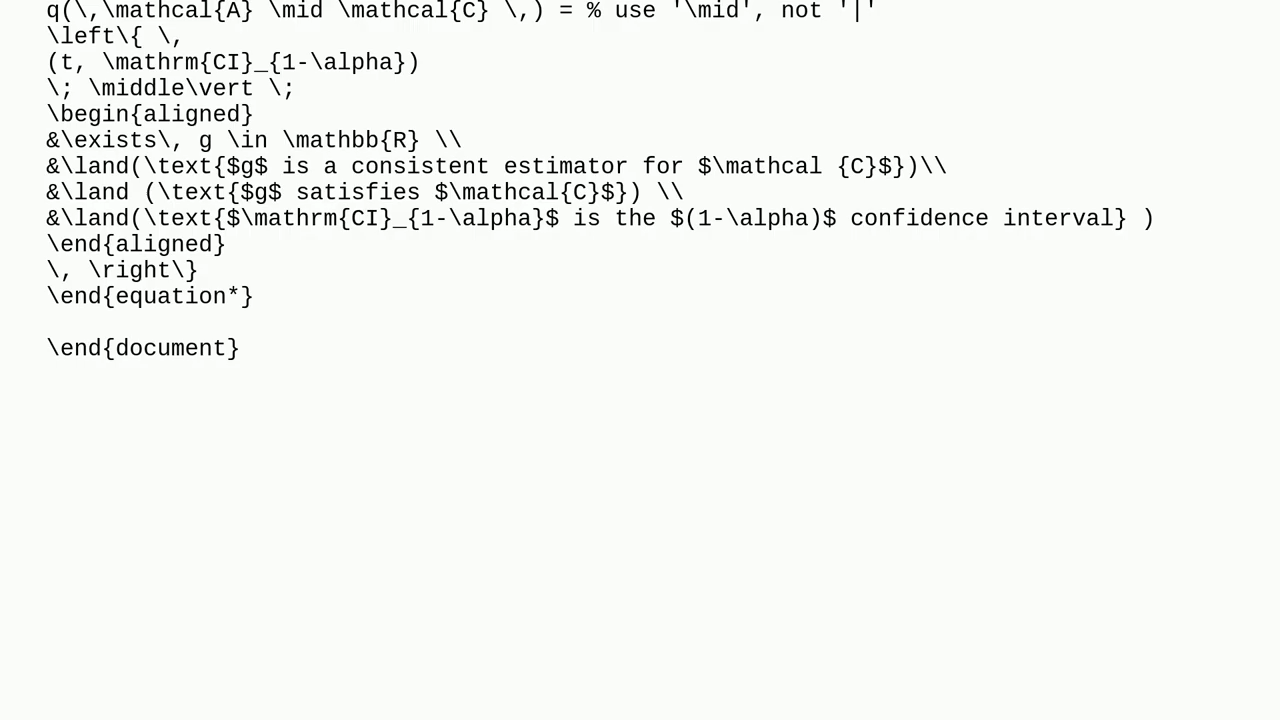 q(\,\mathcal{A} \mid \mathcal{C} \,) = % use '\mid', not '|'
\left\{ \,
(t, \mathrm{CI}_{1-\alpha})
\; \middle\vert \;
\begin{aligned}
&\exists\, g \in \mathbb{R} \\
&\land(\text{$g$ is a consistent estimator for $\mathcal {C}$})\\
&\land (\text{$g$ satisfies $\mathcal{C}$}) \\
&\land(\text{$\mathrm{CI}_{1-\alpha}$ is the $(1-\alpha)$ confidence interval} )
\end{aligned}
\, \right\}
\end{equation*}
\end{document}